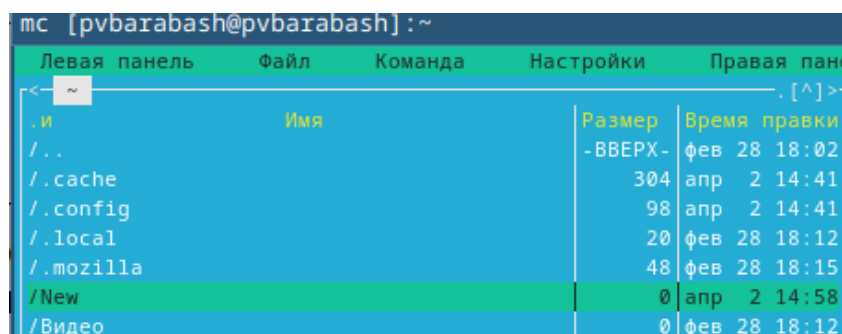 mc [pvbarabash@pvbarabash]:~
Левая панель Файл Команда Настройки Правая пан
<- ~ .[^]>
.и Имя Размер Время правки
/.. -ВВЕРХ- фев 28 18:02
/.cache 304 апр 2 14:41
/.config 98 апр 2 14:41
/.local 20 фев 28 18:12
/.mozilla 48 фев 28 18:15
/New 0 апр 2 14:58
/Видео 0 фев 28 18:12